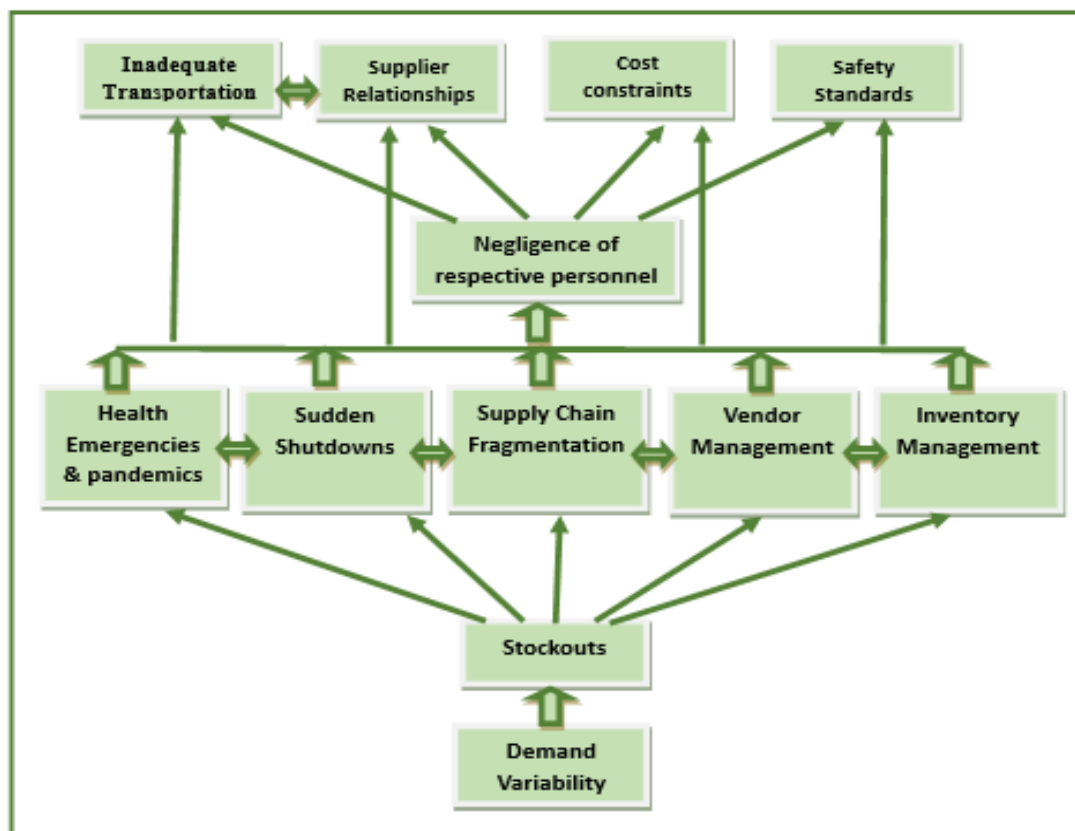 Inadequate
Transportation
Supplier
Relationships
Cost
constraints
Safety
Standards
Negligence of
respective personnel
Health
Emergencies
& pandemics
Sudden
Shutdowns
Supply Chain
Fragmentation
Vendor
Management
Inventory
Management
Stockouts
Demand
Variability